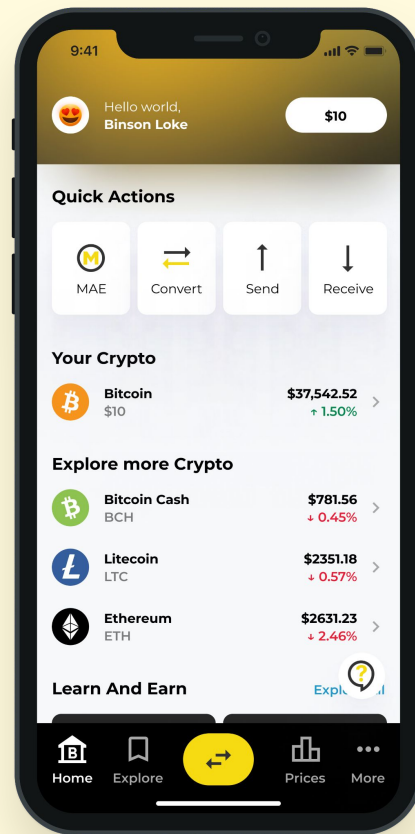 9:41
Hello world,
Binson Loke
$10
Quick Actions
M
MAE
Convert
Send
Receive
Your Crypto
Bitcoin
$10
$37,542.52
↑ 1.50%
Explore more Crypto
Bitcoin Cash
BCH
$781.56
↓ 0.45%
Litecoin
LTC
$2351.18
↓ 0.57%
Ethereum
ETH
$2631.23
↓ 2.46%
?
Learn And Earn
B
Home
Explore
Prices
More